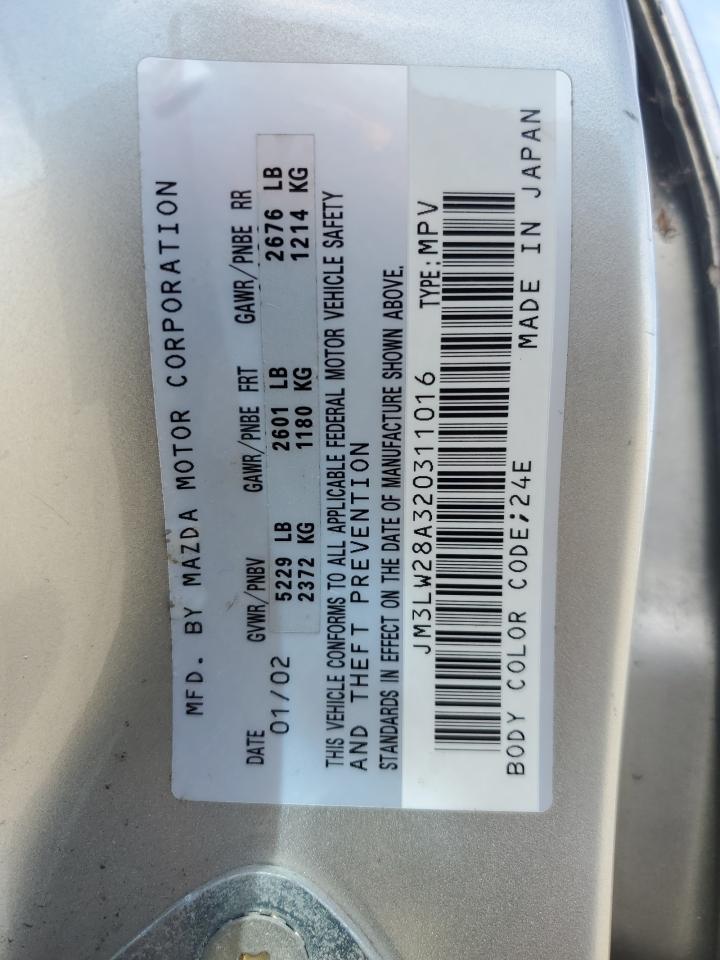 MFD. BY MAZDA MOTOR CORPORATION
DATE GVWR/PNBV GAWR/PNBE FRT GAWR/PNBE RR
01/02 5229 LB 2601 LB 2676 LB
2372 KG 1180 KG 1214 KG
THIS VEHICLE CONFORMS TO ALL APPLICABLE FEDERAL MOTOR VEHICLE SAFETY
AND THEFT PREVENTION
STANDARDS IN EFFECT ON THE DATE OF MANUFACTURE SHOWN ABOVE.
JM3LW28A320311016 TYPE:MPV
BODY COLOR CODE;24E MADE IN JAPAN